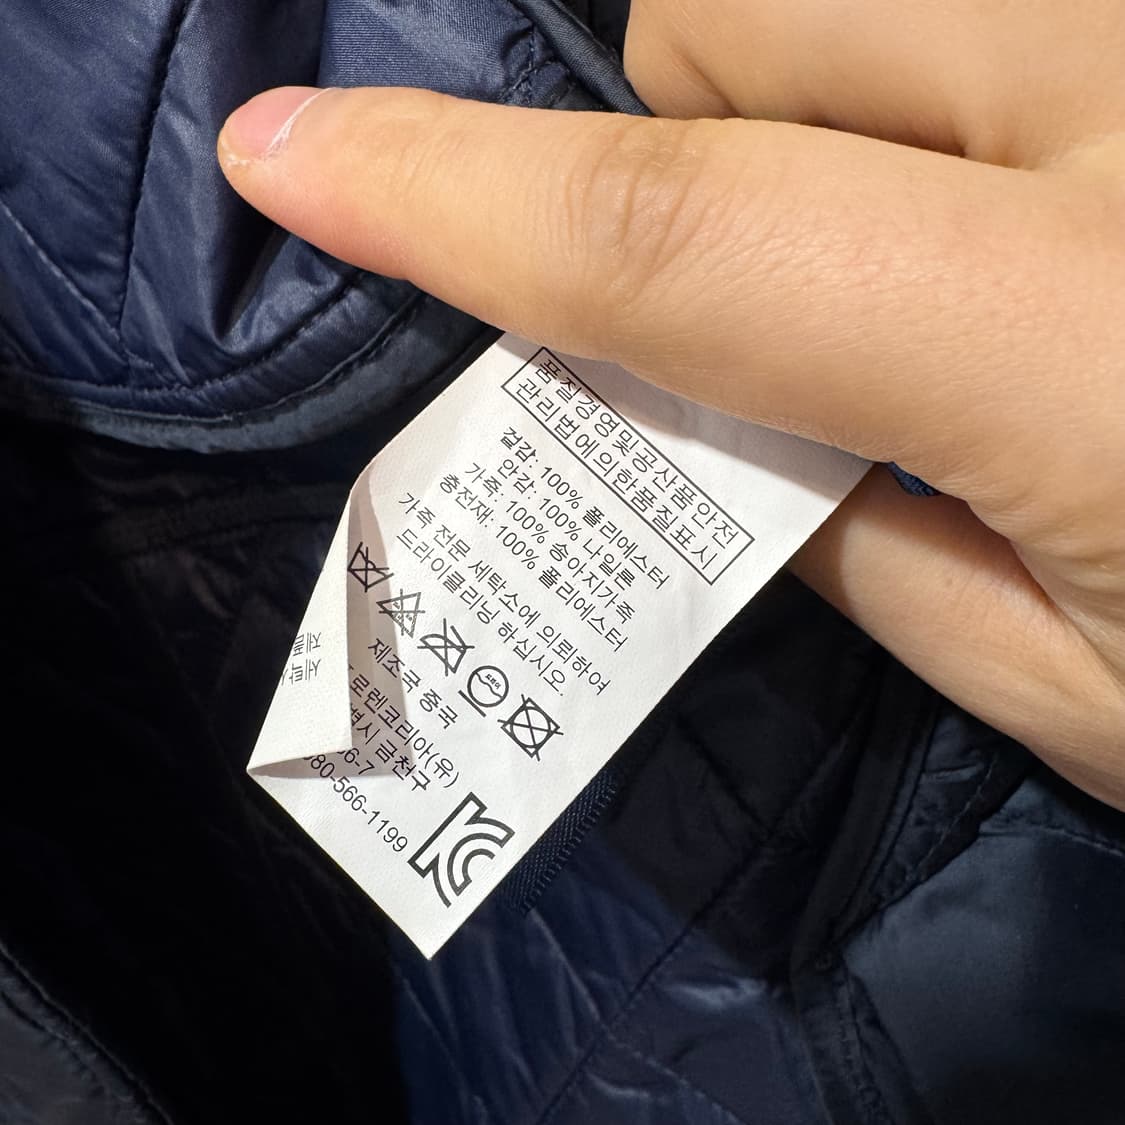 품질경영및공산품안전
관리법에의한품질표시
겉감: 100% 폴리에스터
안감: 100% 나일론
가죽: 100% 송아지가죽
충전재: 100% 폴리에스터
가죽 전문 세탁소에 의뢰하여
드라이클리닝 하십시오.
제조국 중국
로렌코리아(유)
금천구
6-7
080-566-1199